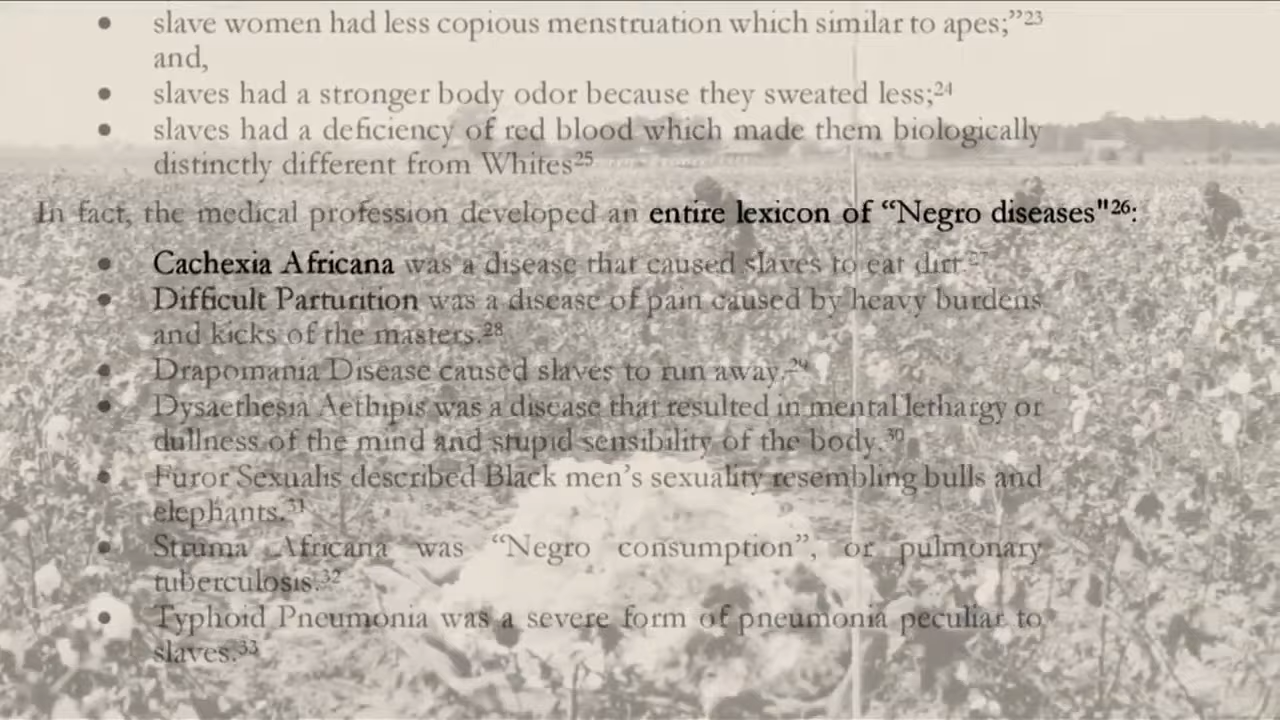 • slave women had less copious menstruation which similar to apes;”23
and,
• slaves had a stronger body odor because they sweated less;24
• slaves had a deficiency of red blood which made them biologically
distinctly different from Whites25
In fact, the medical profession developed an entire lexicon of “Negro diseases"26:
• Cachexia Africana was a disease that caused slaves to eat dirt.27
• Difficult Parturition was a disease of pain caused by heavy burdens
and kicks of the masters.28
• Drapomania Disease caused slaves to run away.29
• Dysaethesia Aethipis was a disease that resulted in mental lethargy or
dullness of the mind and stupid sensibility of the body.30
• Furor Sexualis described Black men’s sexuality resembling bulls and
elephants.31
• Struma Africana was “Negro consumption”, or pulmonary
tuberculosis.32
• Typhoid Pneumonia was a severe form of pneumonia peculiar to
slaves.33